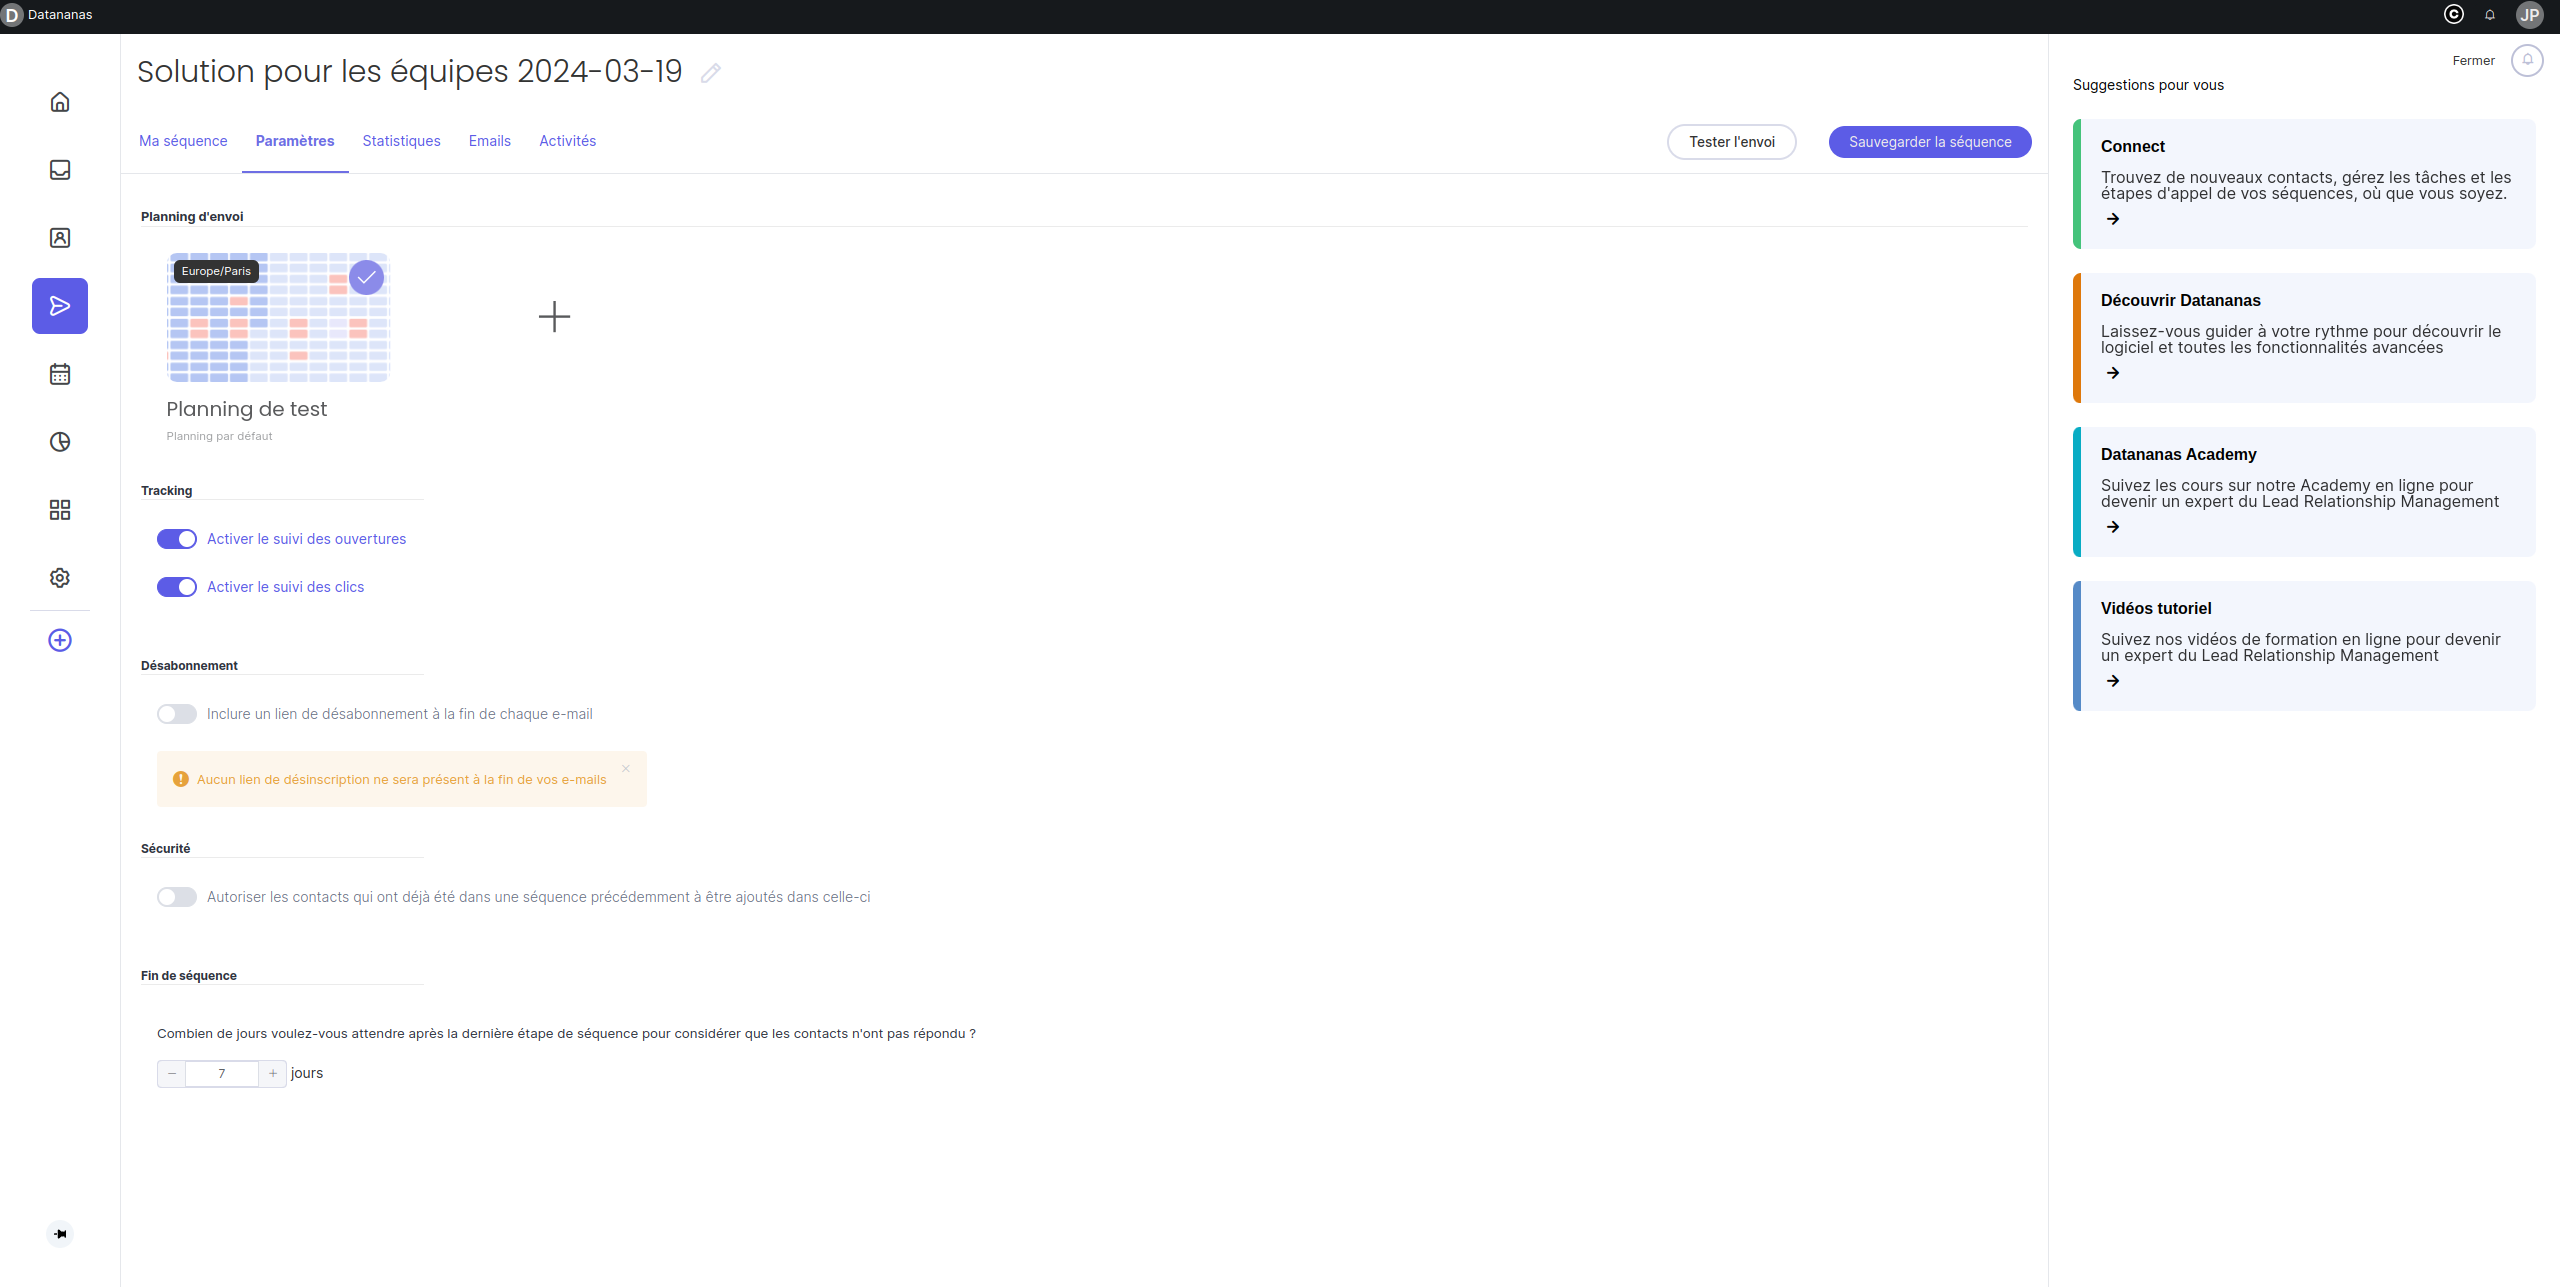 D Datananas
JP
Solution pour les équipes 2024-03-19
Fermer
Suggestions pour vous
Ma séquence
Paramètres
Statistiques
Emails
Activités
Tester l'envoi
Sauvegarder la séquence
Planning d'envoi
Europe/Paris
Planning de test
Planning par défaut
Tracking
Activer le suivi des ouvertures
Activer le suivi des clics
Désabonnement
Inclure un lien de désabonnement à la fin de chaque e-mail
Aucun lien de désinscription ne sera présent à la fin de vos e-mails
Sécurité
Autoriser les contacts qui ont déjà été dans une séquence précédemment à être ajoutés dans celle-ci
Fin de séquence
Combien de jours voulez-vous attendre après la dernière étape de séquence pour considérer que les contacts n'ont pas répondu ?
7 jours
Connect
Trouvez de nouveaux contacts, gérez les tâches et les
étapes d'appel de vos séquences, où que vous soyez.
Découvrir Datananas
Laissez-vous guider à votre rythme pour découvrir le
logiciel et toutes les fonctionnalités avancées
Datananas Academy
Suivez les cours sur notre Academy en ligne pour
devenir un expert du Lead Relationship Management
Vidéos tutoriel
Suivez nos vidéos de formation en ligne pour devenir
un expert du Lead Relationship Management